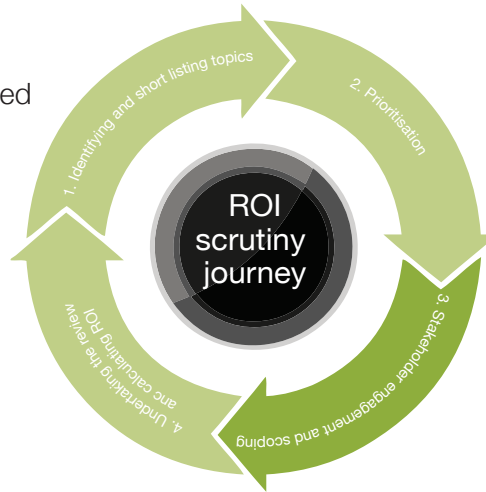 ed
1. Identifying and short listing topics
2. Prioritisation
3. Stakeholder engagement and scoping
4. Undertaking the review
anc calculating ROI
ROI
scrutiny
journey